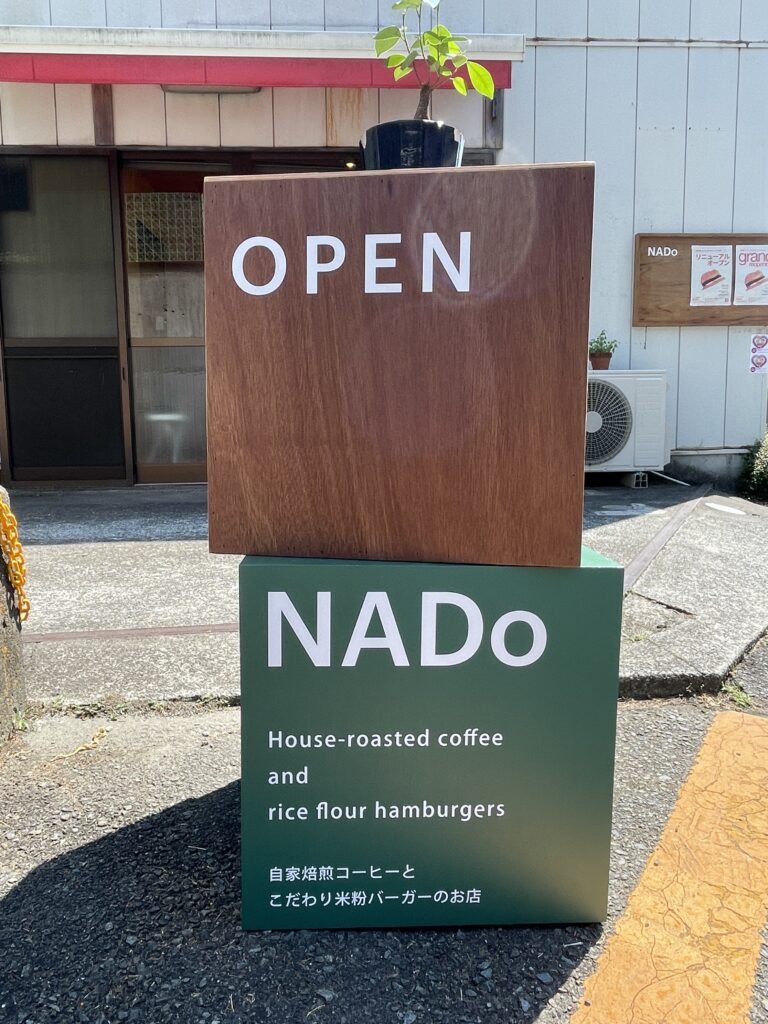 OPEN
NADo
House-roasted coffee
and
rice flour hamburgers
自家焙煎コーヒーと
こだわり米粉バーガーのお店
NADo
リニューアル
オープン
grand